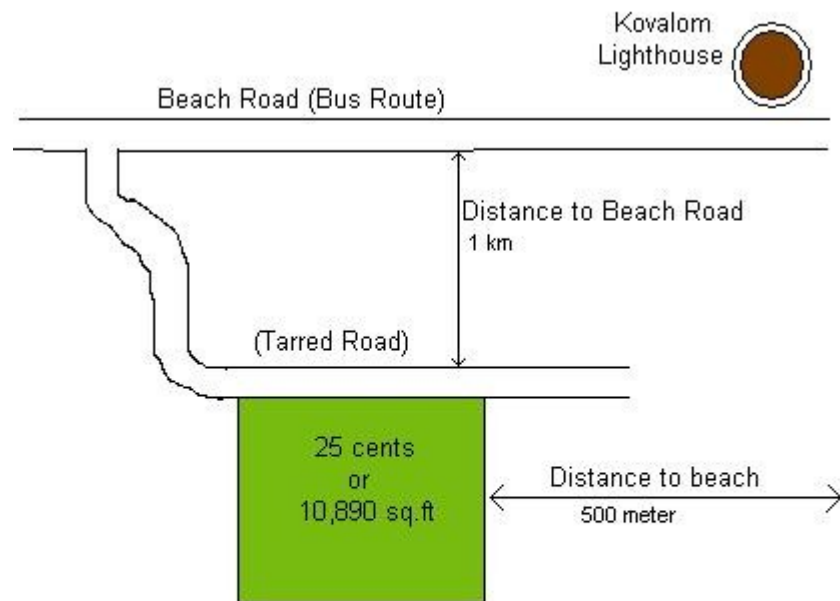 Kovalom
Lighthouse
Beach Road (Bus Route)
Distance to Beach Road
1 km
(Tarred Road)
25 cents
or
10,890 sq.ft
Distance to beach
500 meter